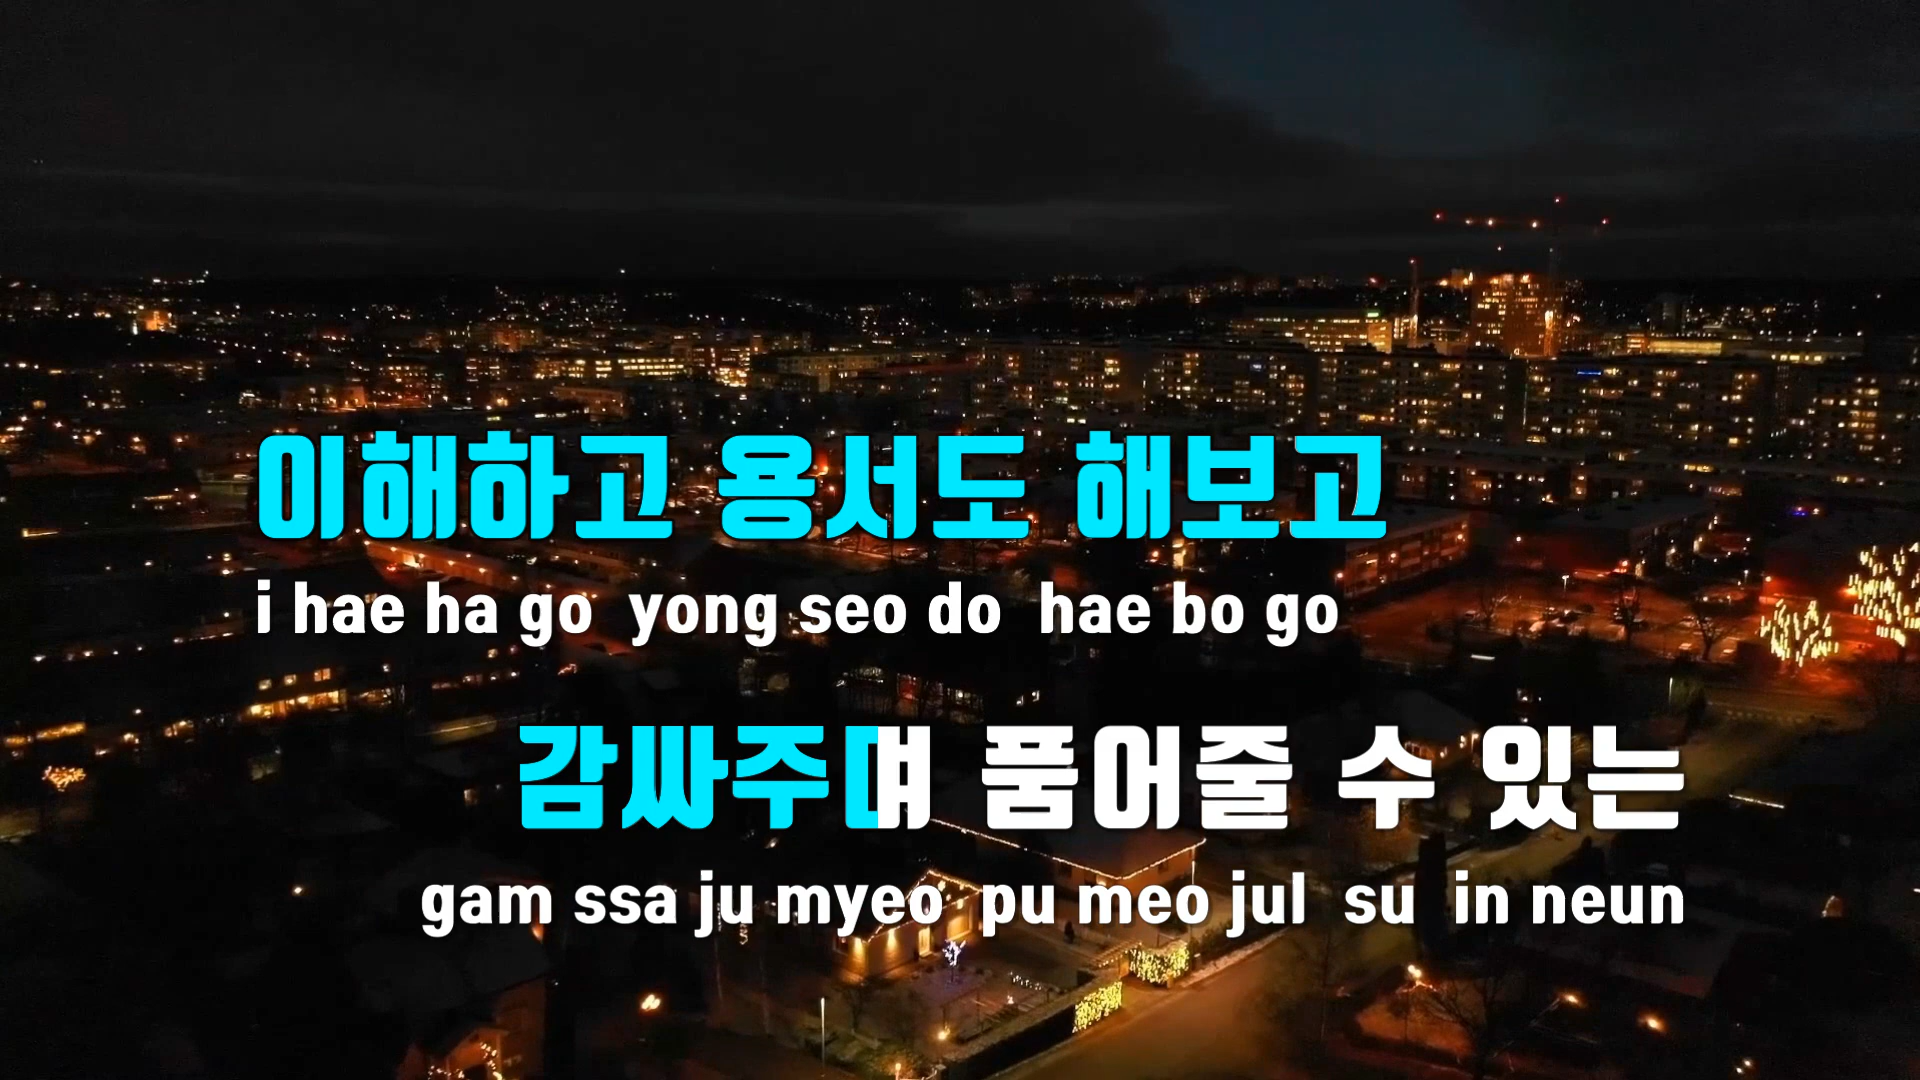 이해하고 용서도 해보고
i hae ha go yong seo do hae bo go
감싸주며 품어줄 수 있는
gam ssa ju myeo pu meo jul su in neun